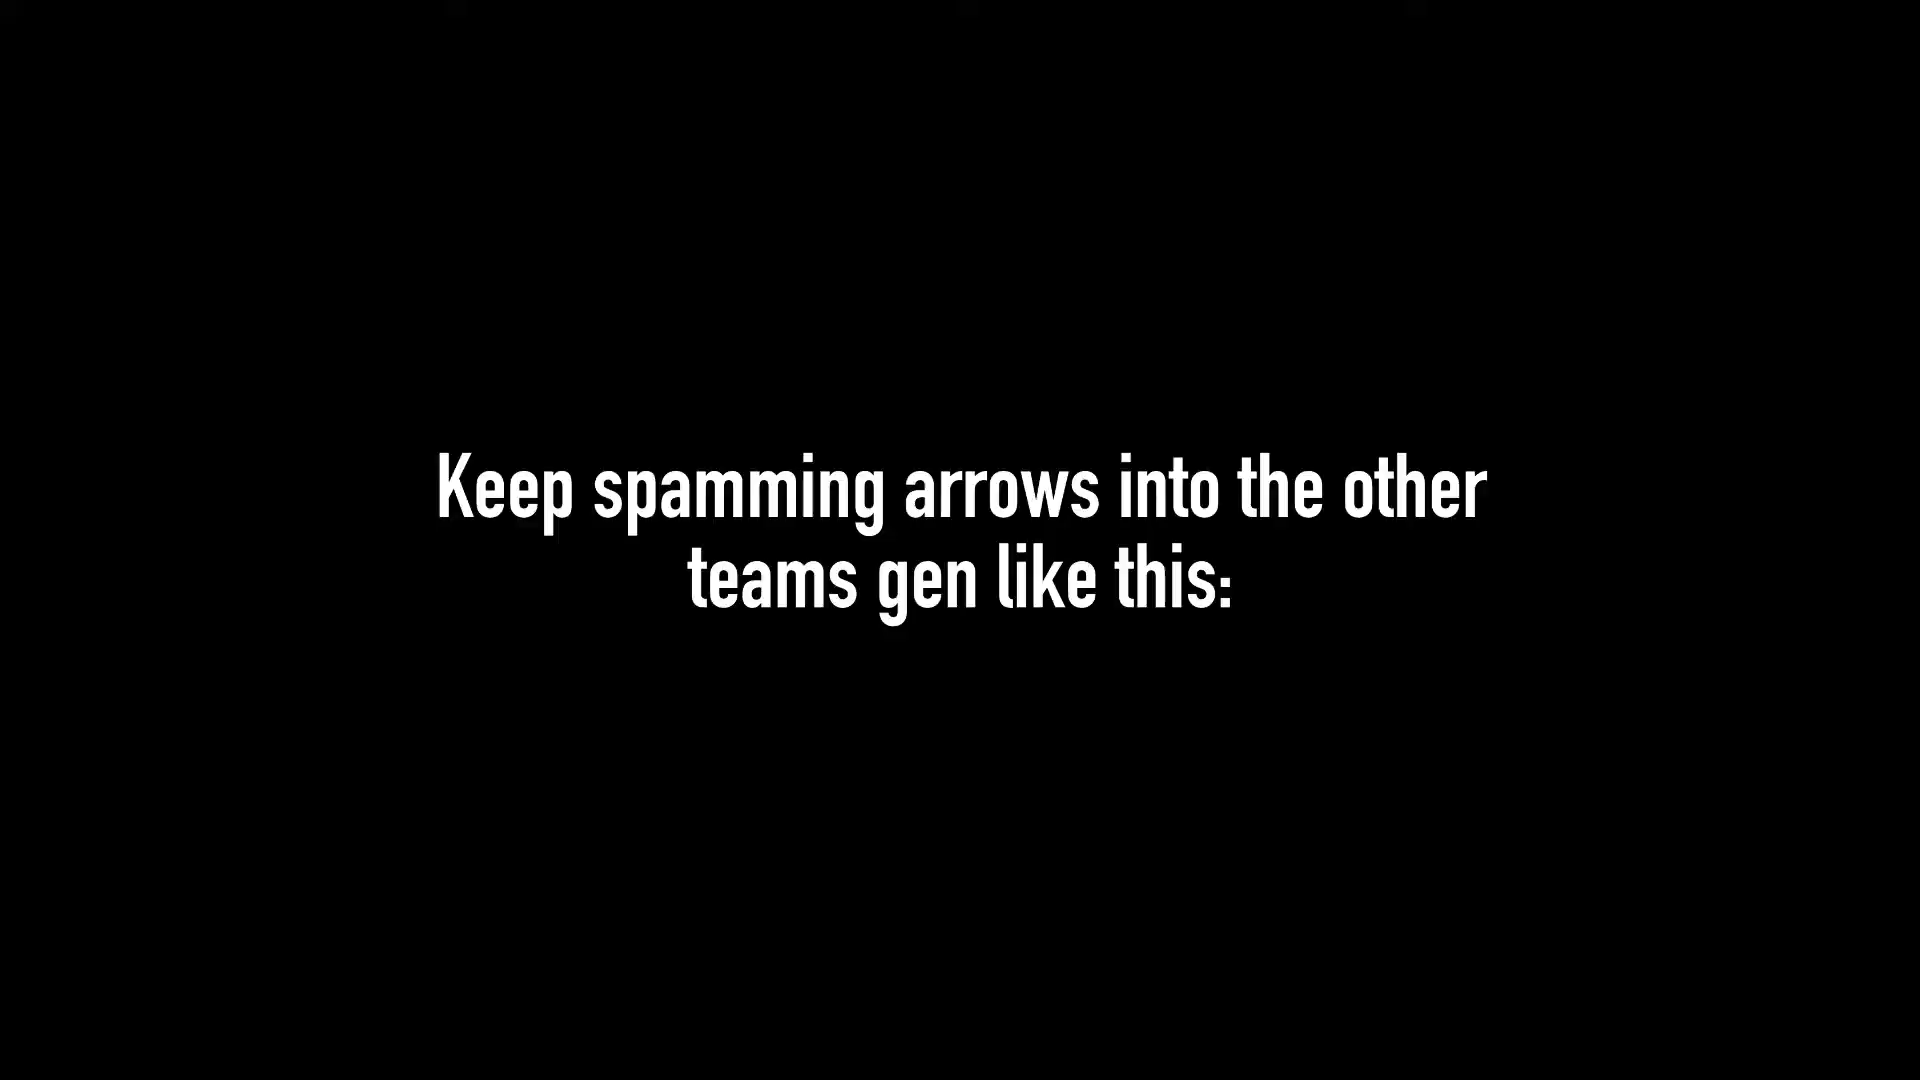 Keep spamming arrows into the other
teams gen like this: